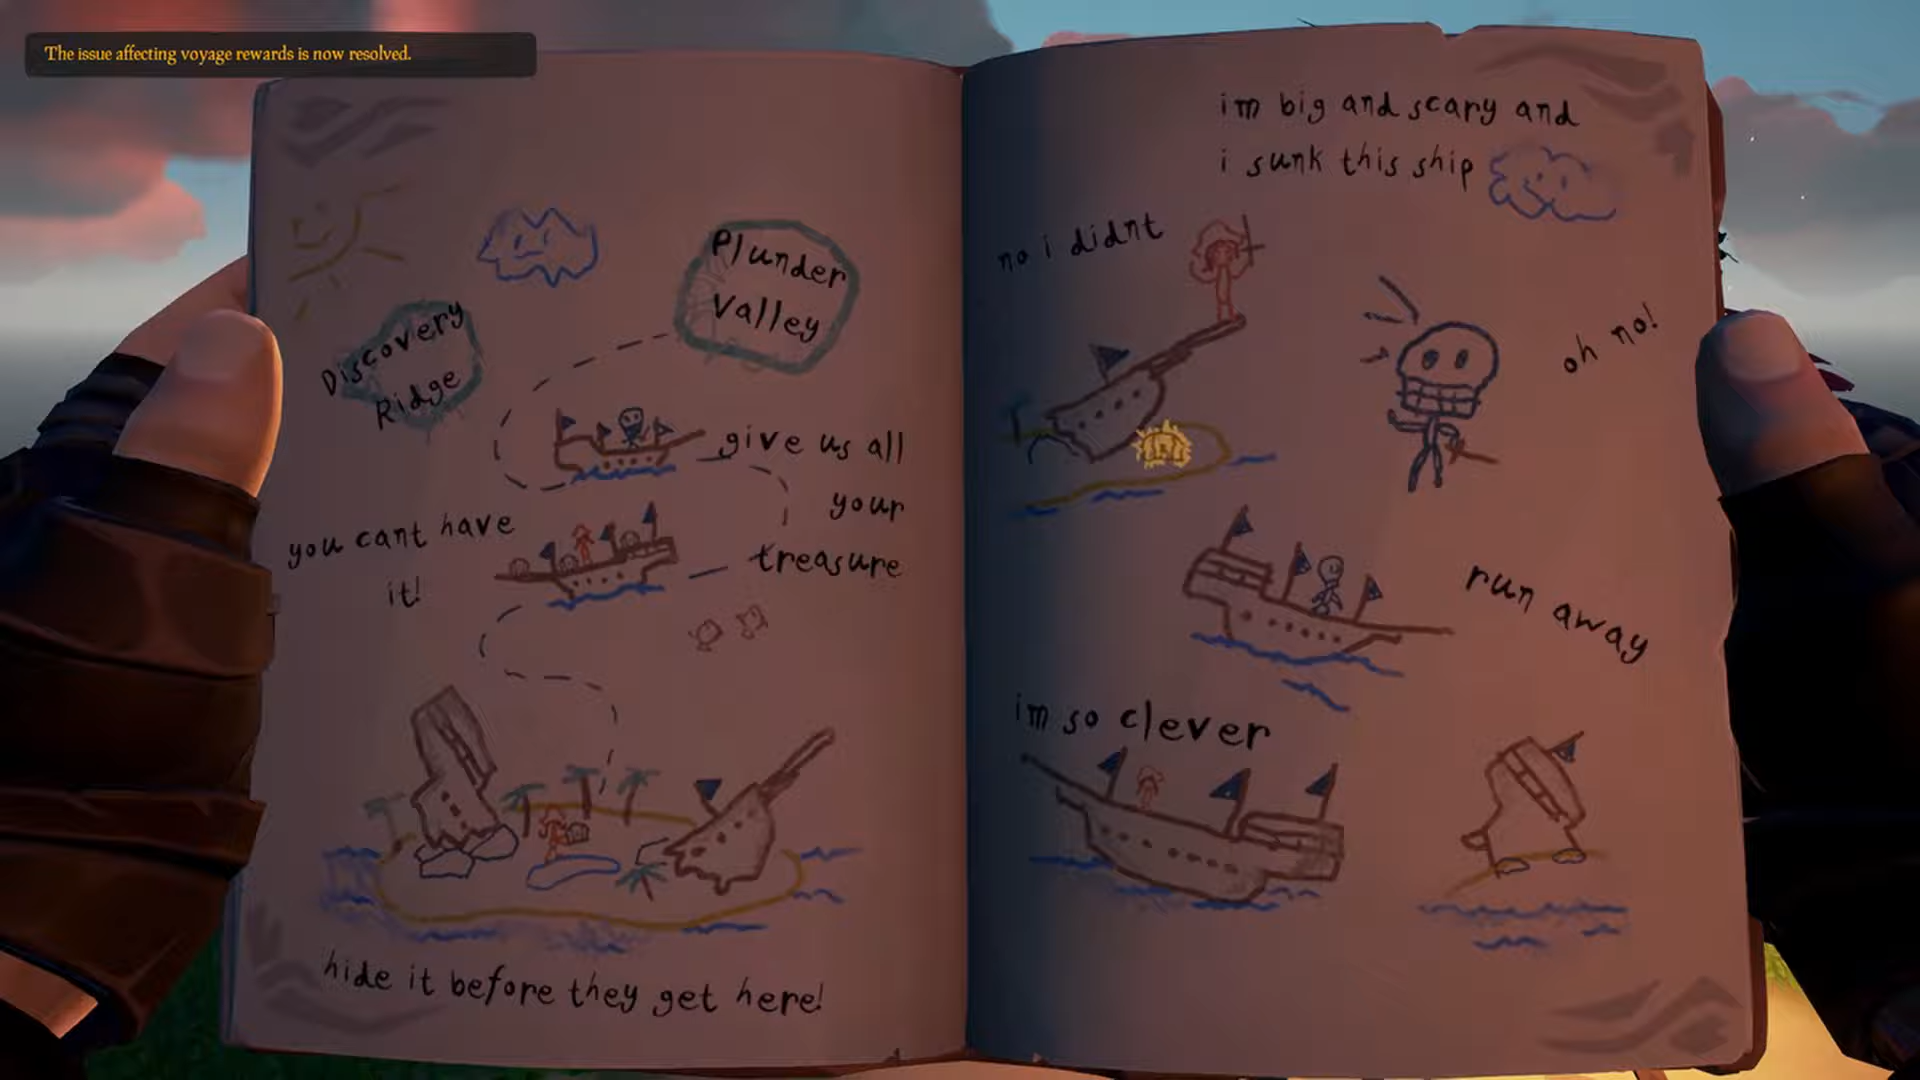 The issue affecting voyage rewards is now resolved.
Plunder
Valley
Discovery
Ridge
give us all
your
treasure
you cant have
it!
hide it before they get here!
im big and scary and
i sunk this ship
no i didnt
oh no!
run away
im so clever